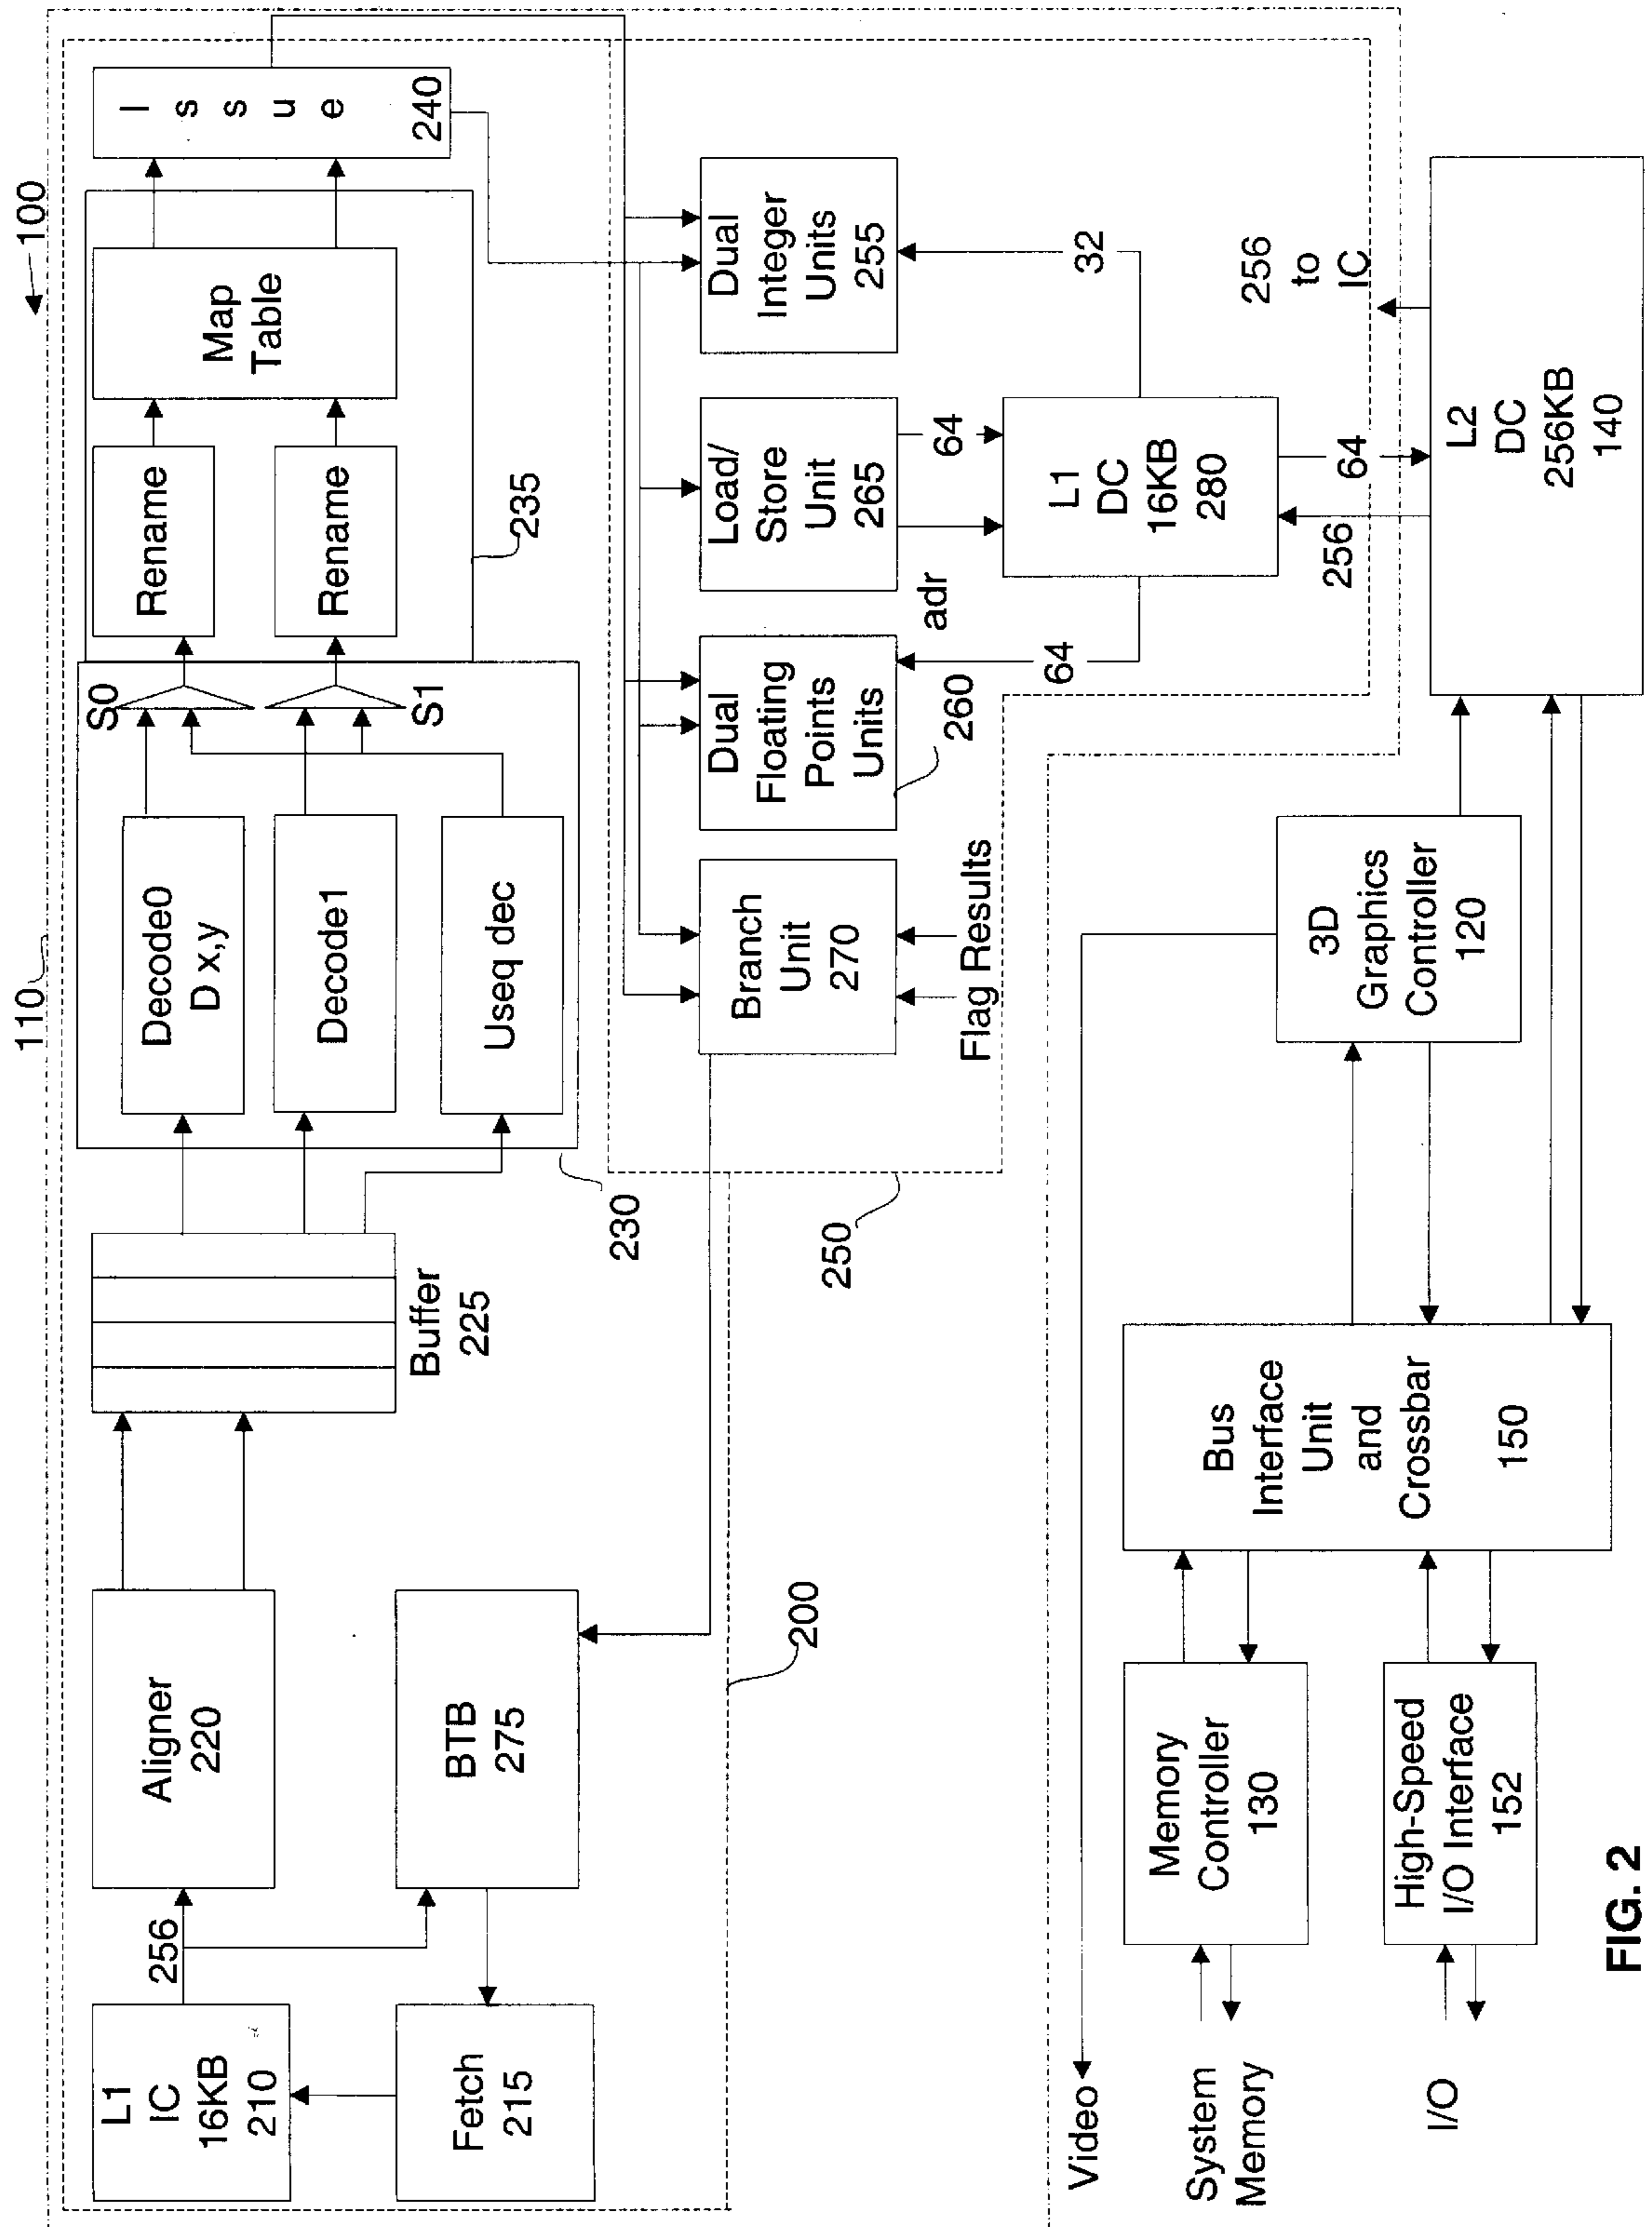 110
100
L1
IC
16KB
210
256
Fetch
215
Aligner
220
BTB
275
Buffer
225
Decode0
D x,y
Decode1
Useq dec
230
S0
S1
Rename
Rename
235
Map
Table
I
s
s
u
e
240
200
250
Branch
Unit
270
Flag Results
Dual
Floating
Points
Units
260
Load/
Store
Unit
265
adr
64
64
Dual
Integer
Units
255
32
L1
DC
16KB
280
256
64
256
to
IC
L2
DC
256KB
140
3D
Graphics
Controller
120
Bus
Interface
Unit
and
Crossbar
150
Memory
Controller
130
High-Speed
I/O Interface
152
Video
System
Memory
I/O
FIG. 2